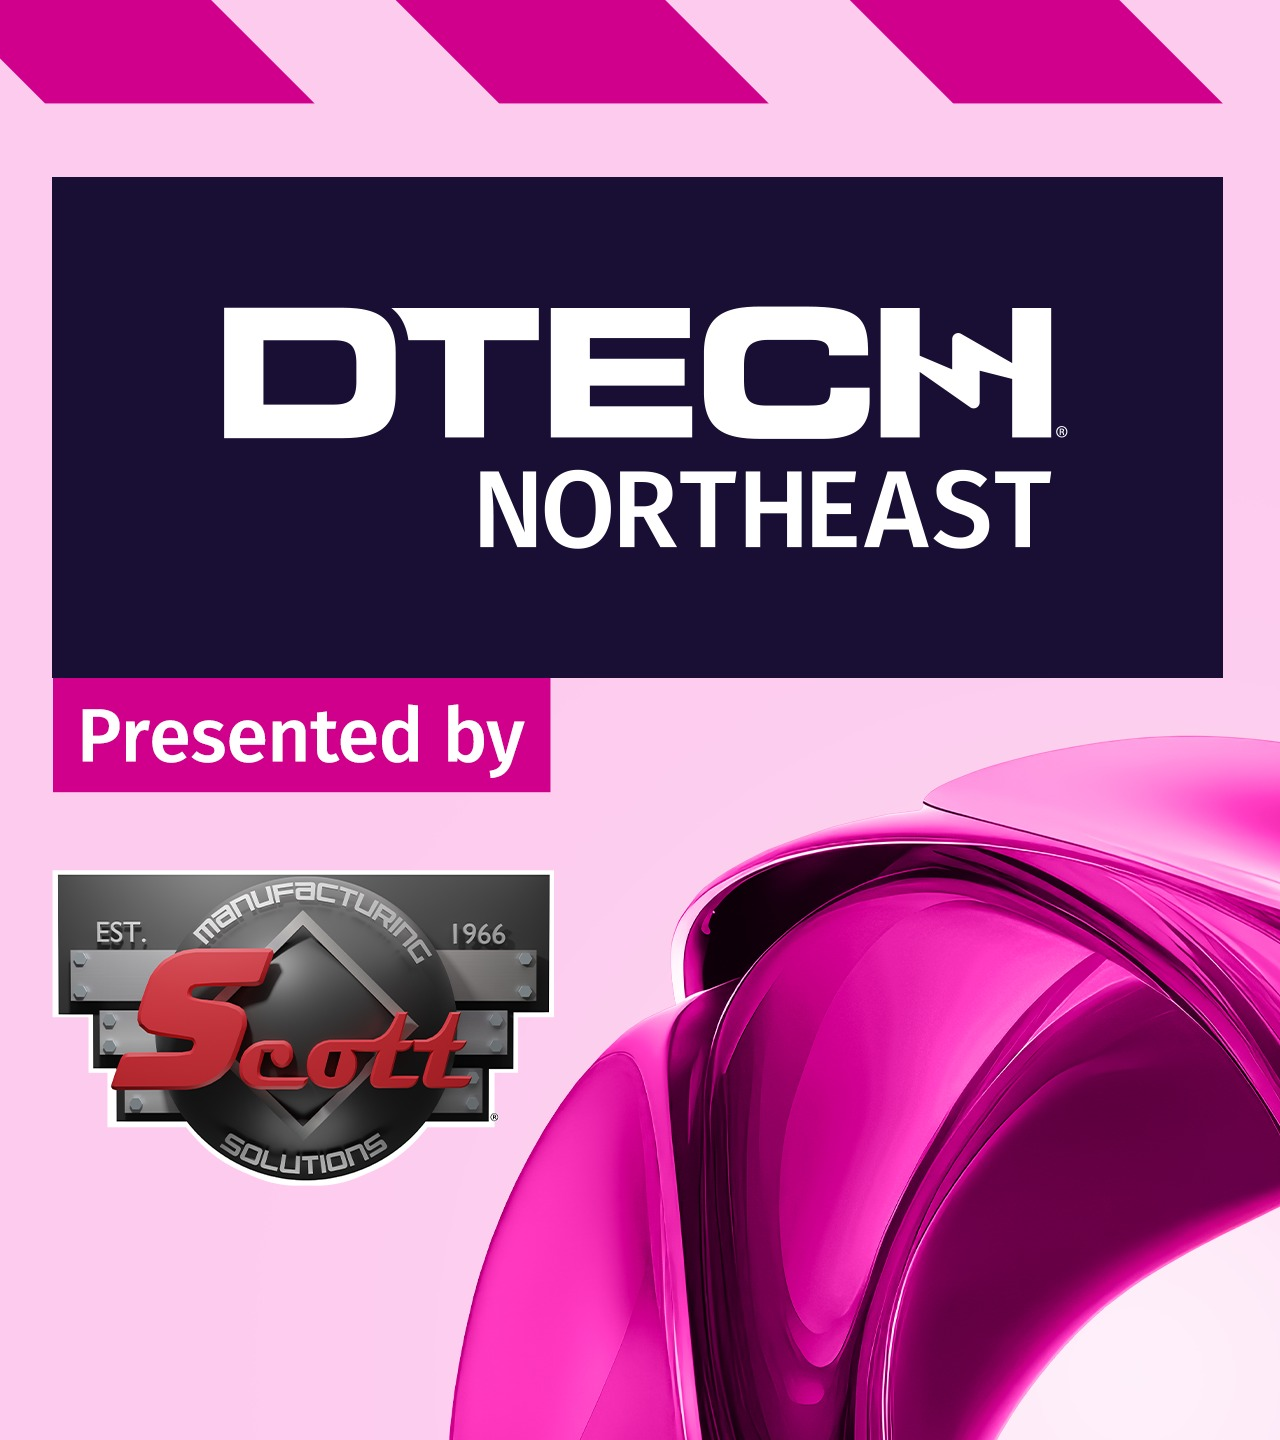 DTECH®
NORTHEAST
Presented by
MANUFACTURING
EST. 1966
Scott
®
SOLUTIONS